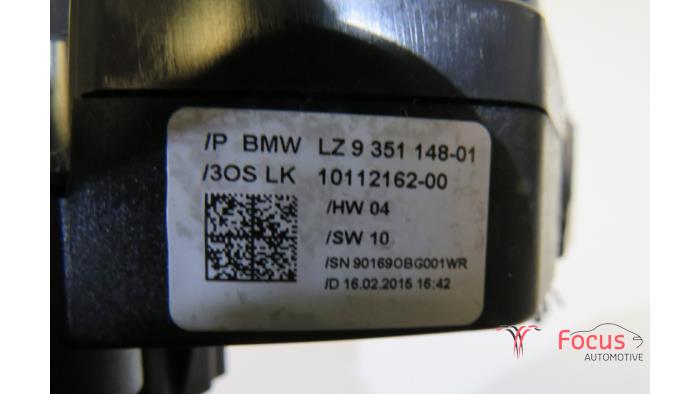 /P BMW LZ 9 351 148-01
/3OS LK 10112162-00
/HW 04
/SW 10
/SN 90169OBG001WR
/D 16.02.2015 16:42
Focus
AUTOMOTIVE